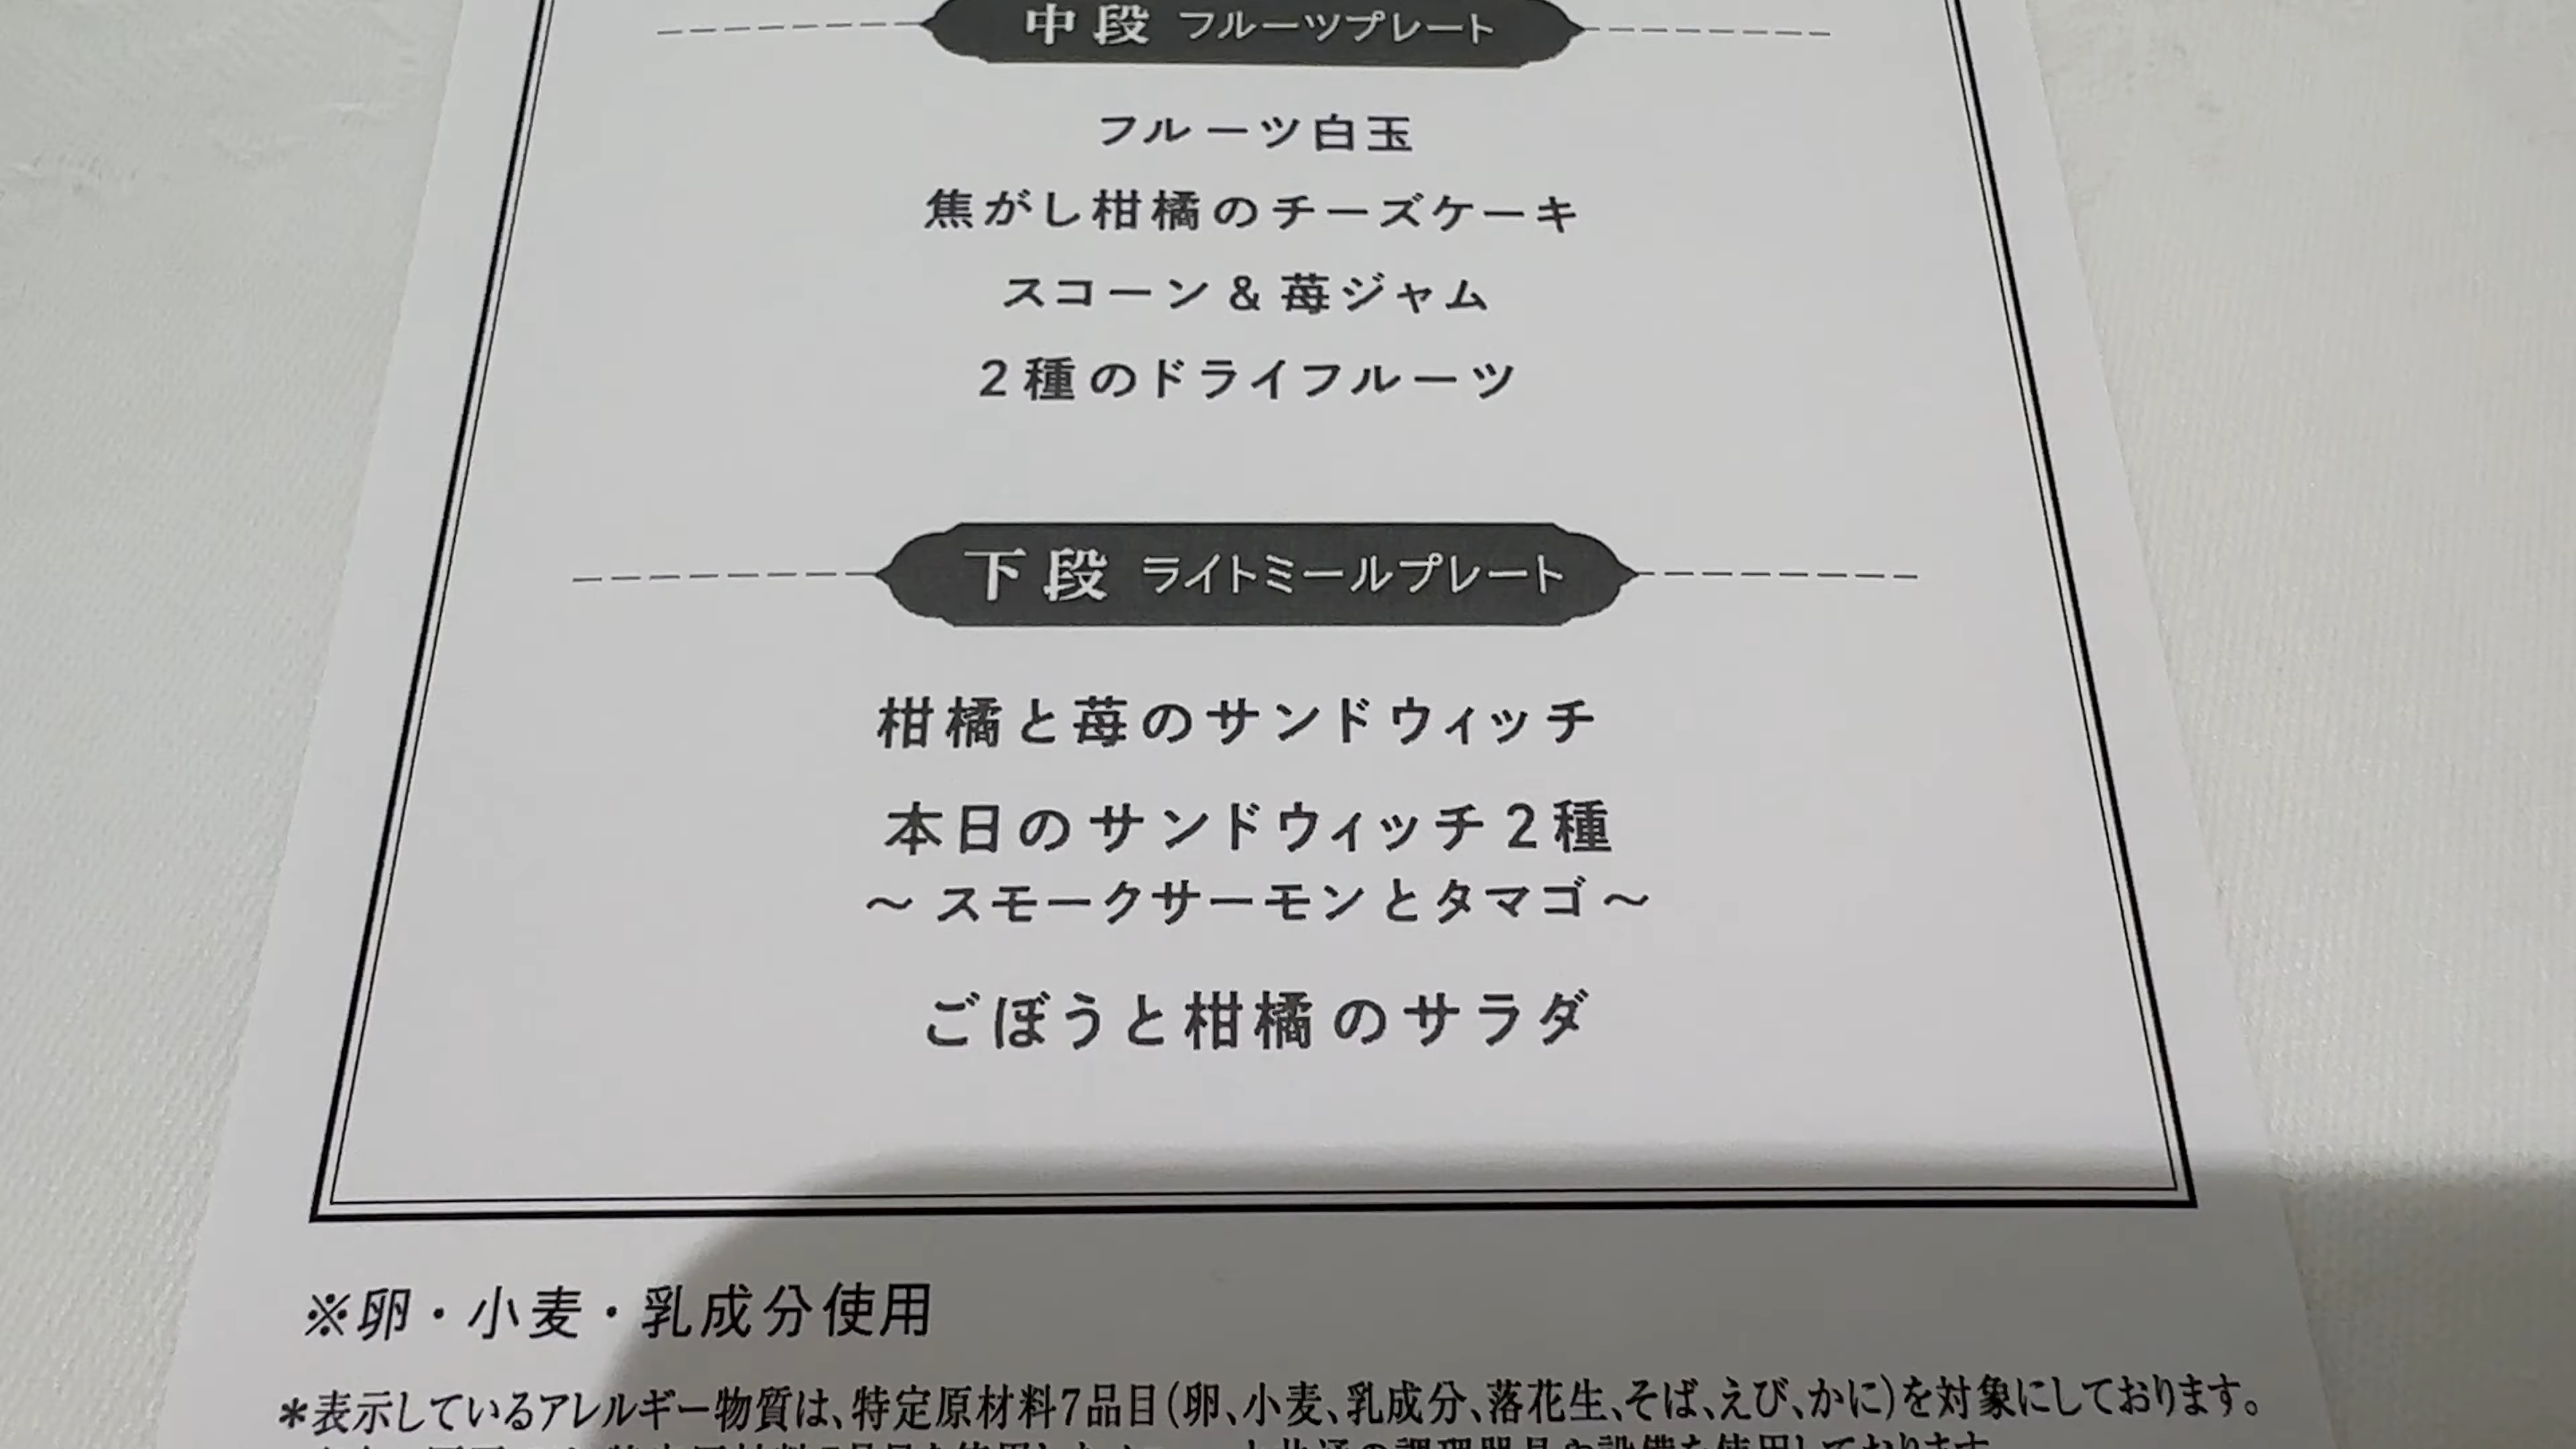 中段 フルーツプレート
フルーツ白玉
焦がし柑橘のチーズケーキ
スコーン & 苺ジャム
2種のドライフルーツ
下段 ライトミールプレート
柑橘と苺のサンドウィッチ
本日のサンドウィッチ2種
～スモークサーモンとタマゴ～
ごぼうと柑橘のサラダ
※卵・小麦・乳成分使用
＊表示しているアレルギー物質は、特定原材料7品目(卵、小麦、乳成分、落花生、そば、えび、かに)を対象にしております。